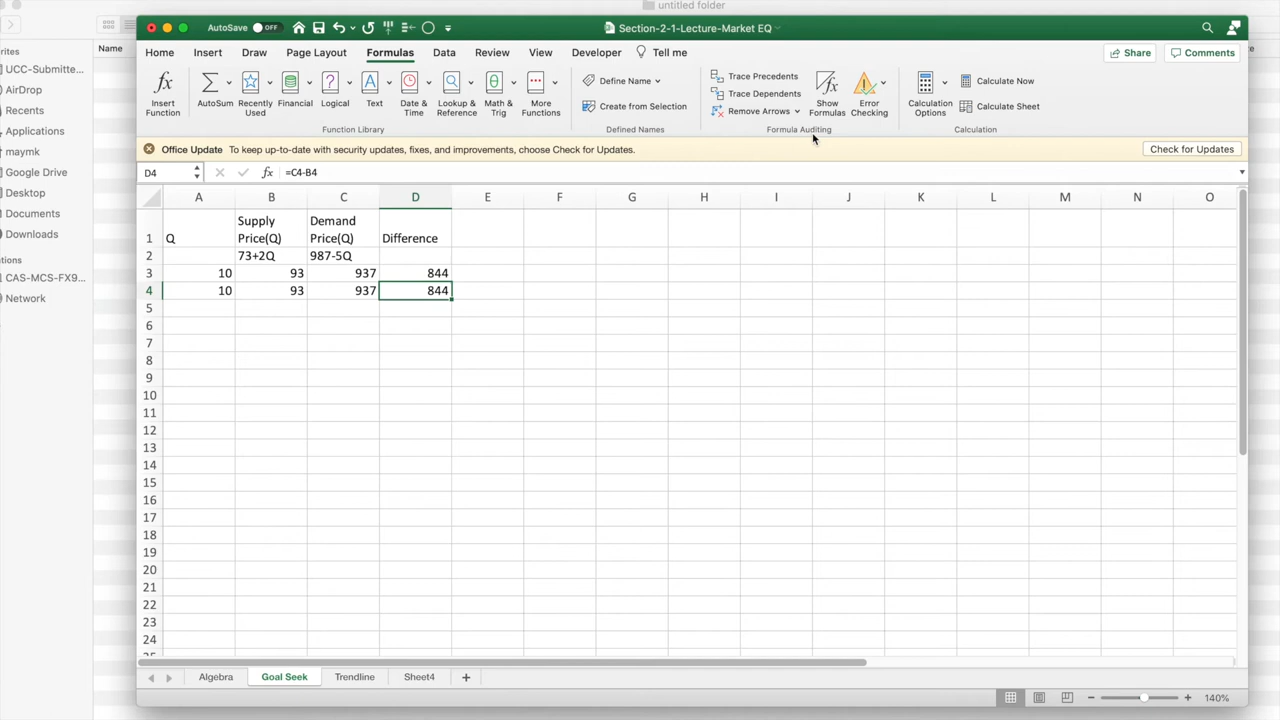 untitled folder
AutoSave OFF
Section-2-1-Lecture-Market EQ
Home Insert Draw Page Layout Formulas Data Review View Developer Tell me Share Comments
Insert Function
AutoSum
Recently Used
Financial
Logical
Text
Date & Time
Lookup & Reference
Math & Trig
More Functions
Function Library
Define Name
Create from Selection
Defined Names
Trace Precedents
Trace Dependents
Remove Arrows
Show Formulas
Error Checking
Formula Auditing
Calculation Options
Calculate Now
Calculate Sheet
Calculation
Office Update To keep up-to-date with security updates, fixes, and improvements, choose Check for Updates. Check for Updates
D4 fx =C4-B4
Name
rites
UCC-Submitte...
AirDrop
Recents
Applications
maymk
Google Drive
Desktop
Documents
Downloads
ations
CAS-MCS-FX9...
Network
A B C D E F G H I J K L M N O
1 Q Supply Price(Q) Demand Price(Q) Difference
2 73+2Q 987-5Q
3 10 93 937 844
4 10 93 937 844
5
6
7
8
9
10
11
12
13
14
15
16
17
18
19
20
21
22
23
24
Algebra Goal Seek Trendline Sheet4 +
140%